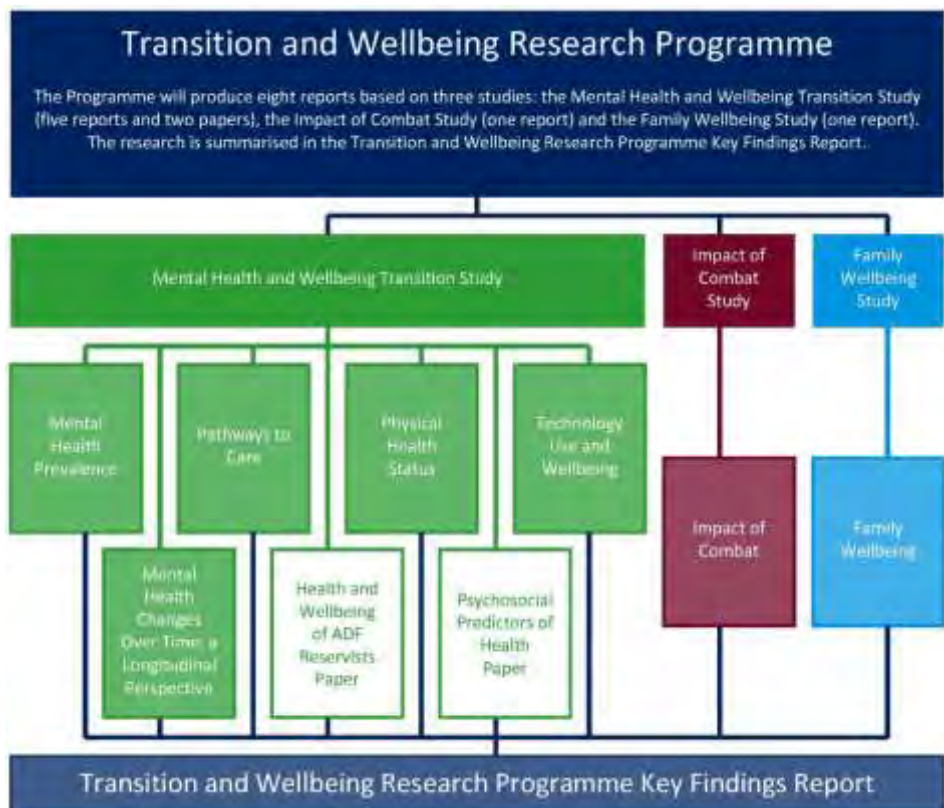 Transition and Wellbeing Research Programme
The Programme will produce eight reports based on three studies: the Mental Health and Wellbeing Transition Study
(five reports and two papers), the Impact of Combat Study (one report) and the Family Wellbeing Study (one report).
The research is summarised in the Transition and Wellbeing Research Programme Key Findings Report.
Mental Health and Wellbeing Transition Study
Impact of
Combat
Study
Family
Wellbeing
Study
Mental
Health
Prevalence
Pathways to
Care
Physical
Health
Status
Technology
Use and
Wellbeing
Impact of
Combat
Family
Wellbeing
Mental
Health
Changes
Over Time: a
Longitudinal
Perspective
Health and
Wellbeing
of ADF
Reservists
Paper
Psychosocial
Predictors of
Health
Paper
Transition and Wellbeing Research Programme Key Findings Report